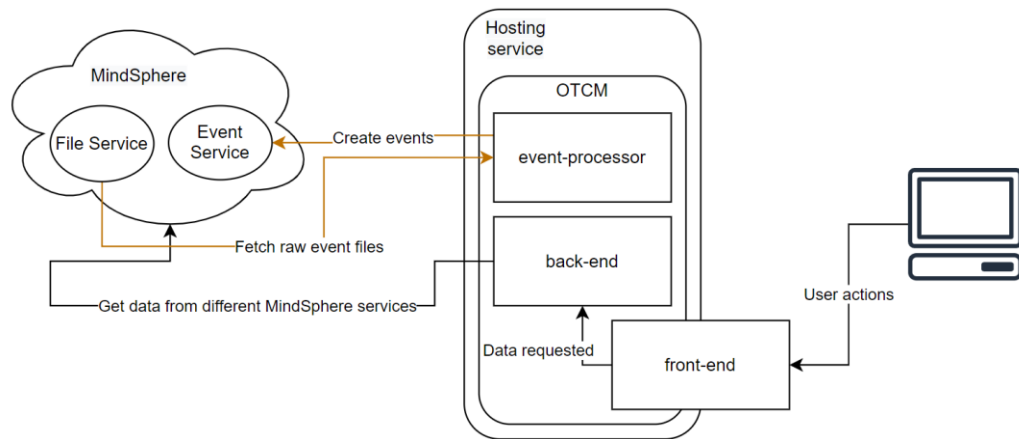 Hosting
service
MindSphere
OTCM
File Service
Event
Service
Create events
event-processor
Fetch raw event files
back-end
Get data from different MindSphere services
User actions
Data requested
front-end